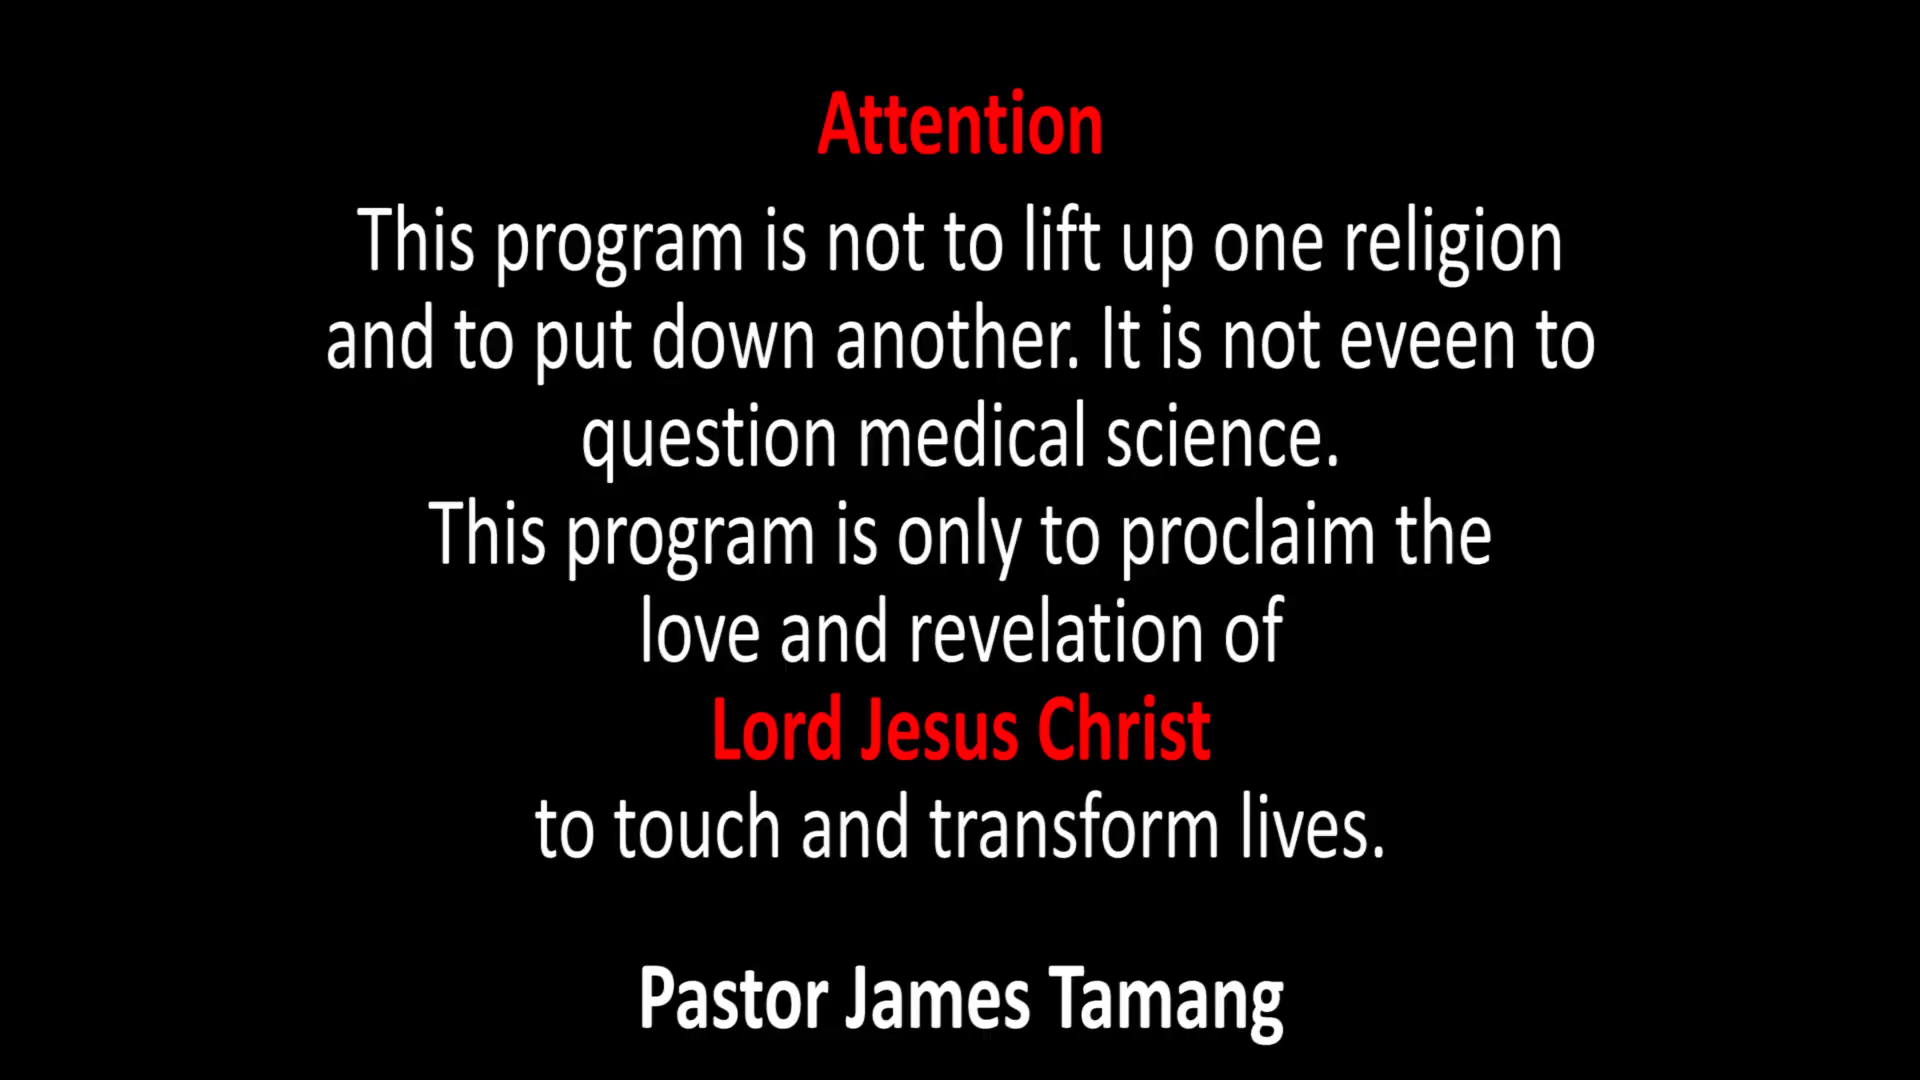 Attention
This program is not to lift up one religion
and to put down another. It is not eveen to
question medical science.
This program is only to proclaim the
love and revelation of
Lord Jesus Christ
to touch and transform lives.
Pastor James Tamang